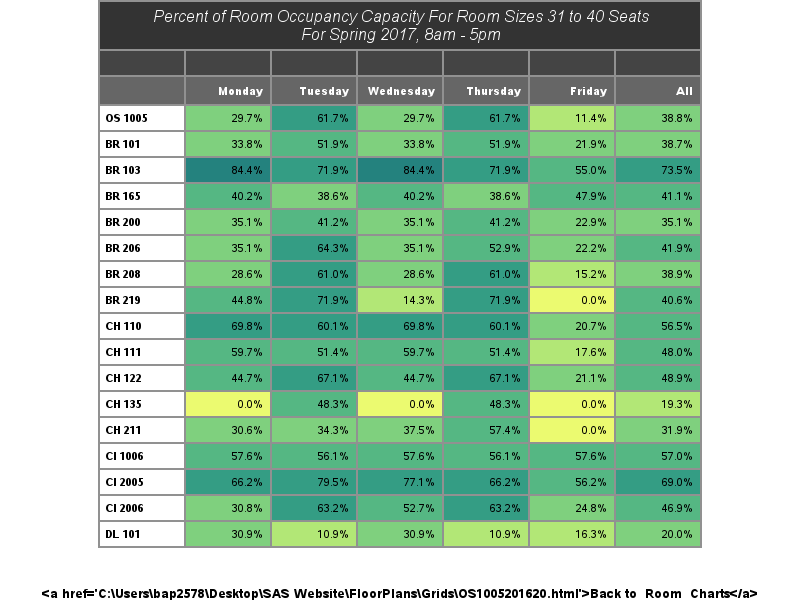 Percent of Room Occupancy Capacity For Room Sizes 31 to 40 Seats
For Spring 2017, 8am - 5pm
Monday Tuesday Wednesday Thursday Friday All
OS 1005 29.7% 61.7% 29.7% 61.7% 11.4% 38.8%
BR 101 33.8% 51.9% 33.8% 51.9% 21.9% 38.7%
BR 103 84.4% 71.9% 84.4% 71.9% 55.0% 73.5%
BR 165 40.2% 38.6% 40.2% 38.6% 47.9% 41.1%
BR 200 35.1% 41.2% 35.1% 41.2% 22.9% 35.1%
BR 206 35.1% 64.3% 35.1% 52.9% 22.2% 41.9%
BR 208 28.6% 61.0% 28.6% 61.0% 15.2% 38.9%
BR 219 44.8% 71.9% 14.3% 71.9% 0.0% 40.6%
CH 110 69.8% 60.1% 69.8% 60.1% 20.7% 56.5%
CH 111 59.7% 51.4% 59.7% 51.4% 17.6% 48.0%
CH 122 44.7% 67.1% 44.7% 67.1% 21.1% 48.9%
CH 135 0.0% 48.3% 0.0% 48.3% 0.0% 19.3%
CH 211 30.6% 34.3% 37.5% 57.4% 0.0% 31.9%
CI 1006 57.6% 56.1% 57.6% 56.1% 57.6% 57.0%
CI 2005 66.2% 79.5% 77.1% 66.2% 56.2% 69.0%
CI 2006 30.8% 63.2% 52.7% 63.2% 24.8% 46.9%
DL 101 30.9% 10.9% 30.9% 10.9% 16.3% 20.0%
<a href='C:\Users\bap2578\Desktop\SAS Website\FloorPlans\Grids\OS1005201620.html'>Back to Room Charts</a>